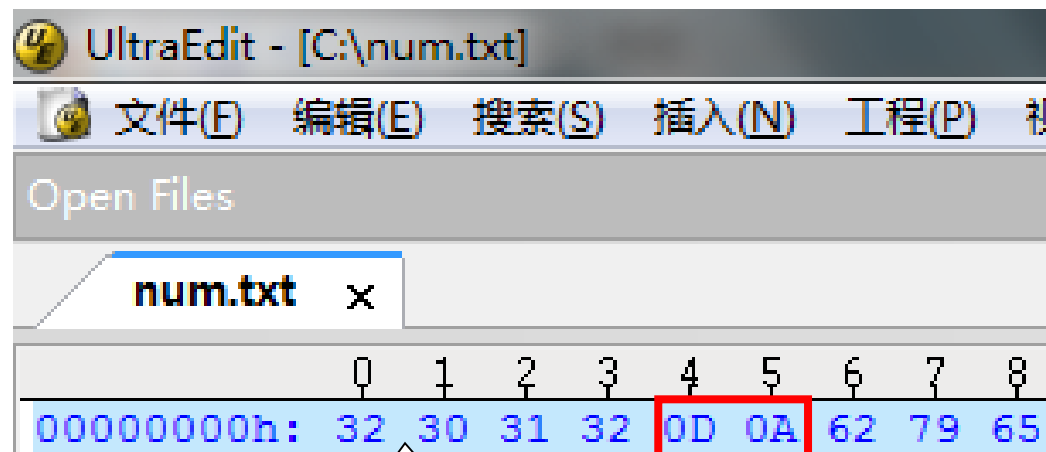 UltraEdit - [C:\num.txt]
文件(F) 编辑(E) 搜索(S) 插入(N) 工程(P)
Open Files
num.txt x
0 1 2 3 4 5 6 7 8
00000000h: 32 30 31 32 0D 0A 62 79 65